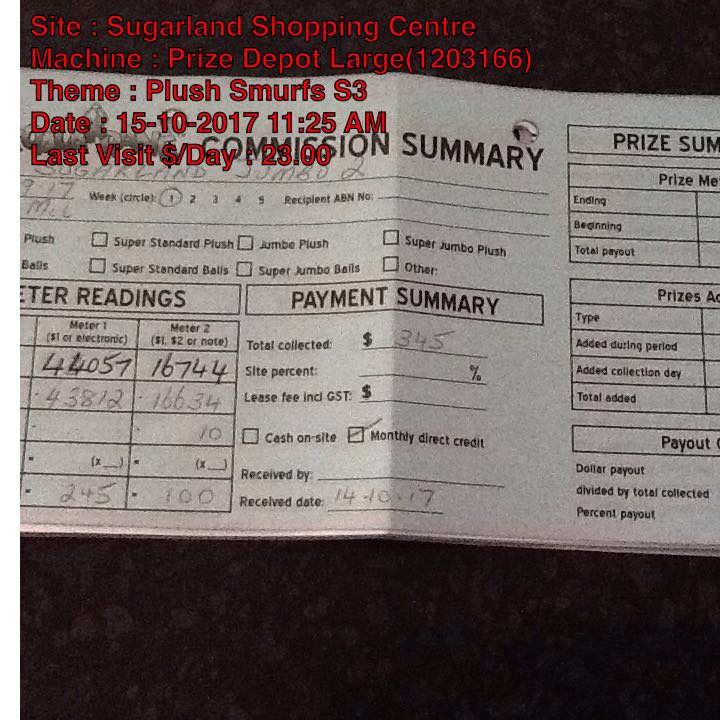 Site : Sugarland Shopping Centre
Machine : Prize Depot Large(1203166)
Theme : Plush Smurfs S3
Date : 15-10-2017 11:25 AM
Last Visit $/Day : 23.00
COMMISSION SUMMARY
SUGARLAND JUMBO 2
9.17 Week (circle): 1 2 3 4 5 Recipient ABN No:
Plush Super Standard Plush Jumbo Plush Super Jumbo Plush
Balls Super Standard Balls Super Jumbo Balls Other:
ETER READINGS
Meter 1 Meter 2
($1 or electronic) ($1, $2 or note)
44057 16744
- 43812 - 16634
- 10
= (x__) = (x__)
= 245 = 100
PAYMENT SUMMARY
Total collected: $ 345
Site percent: %
Lease fee incl GST: $
Cash on-site Monthly direct credit
Received by:
Received date: 14-10-17
PRIZE SUM
Prize Me
Ending
Beginning
Total payout
Prizes Ad
Type
Added during period
Added collection day
Total added
Payout
Dollar payout
divided by total collected
Percent payout